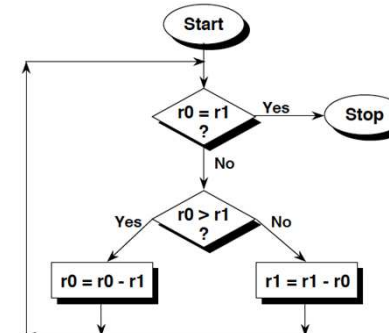 Start
r0 = r1
?
Yes
Stop
No
r0 > r1
?
Yes
No
r0 = r0 - r1
r1 = r1 - r0